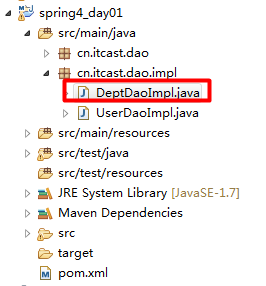 spring4_day01
src/main/java
cn.itcast.dao
cn.itcast.dao.impl
DeptDaoImpl.java
UserDaoImpl.java
src/main/resources
src/test/java
src/test/resources
JRE System Library [JavaSE-1.7]
Maven Dependencies
src
target
pom.xml